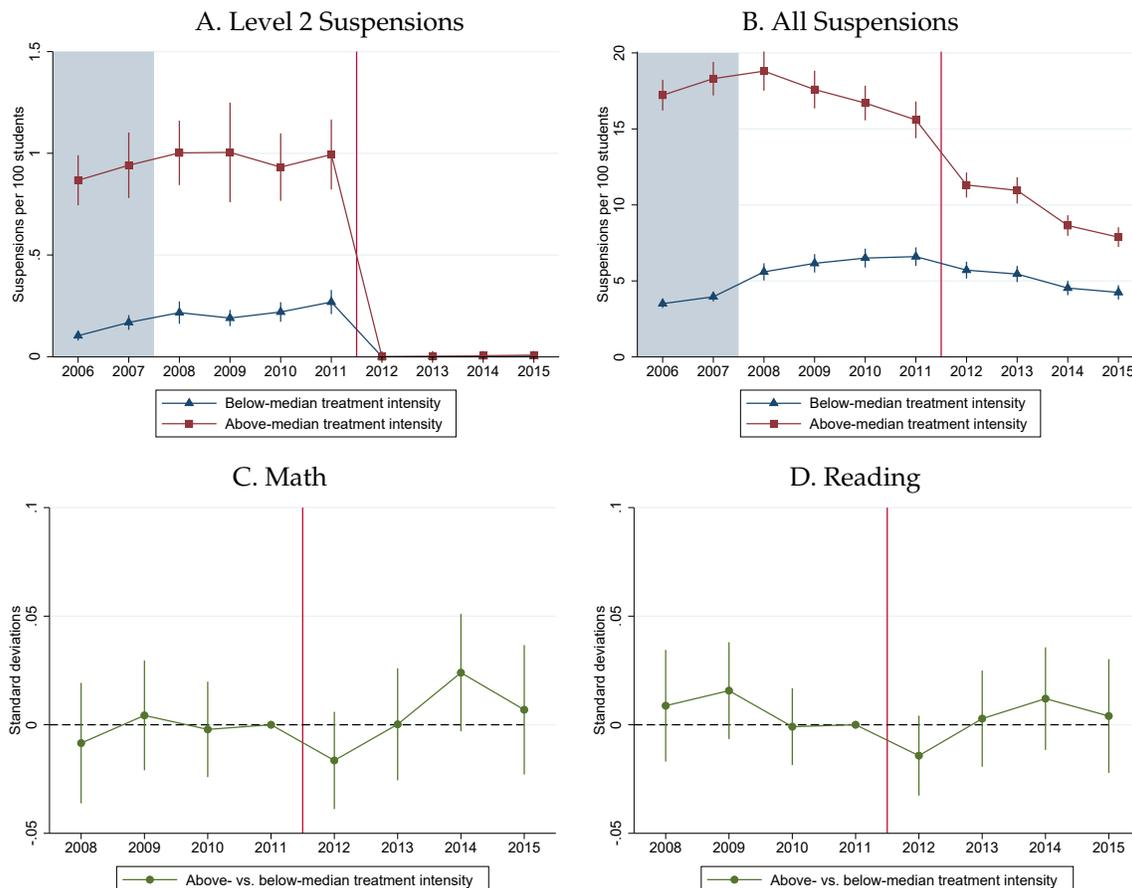 A. Level 2 Suspensions
Suspensions per 100 students
1.5
1
.5
0
2006 2007 2008 2009 2010 2011 2012 2013 2014 2015
Below-median treatment intensity
Above-median treatment intensity
B. All Suspensions
Suspensions per 100 students
20
15
10
5
0
2006 2007 2008 2009 2010 2011 2012 2013 2014 2015
Below-median treatment intensity
Above-median treatment intensity
C. Math
Standard deviations
.1
.05
0
-.05
2008 2009 2010 2011 2012 2013 2014 2015
Above- vs. below-median treatment intensity
D. Reading
Standard deviations
.1
.05
0
-.05
2008 2009 2010 2011 2012 2013 2014 2015
Above- vs. below-median treatment intensity